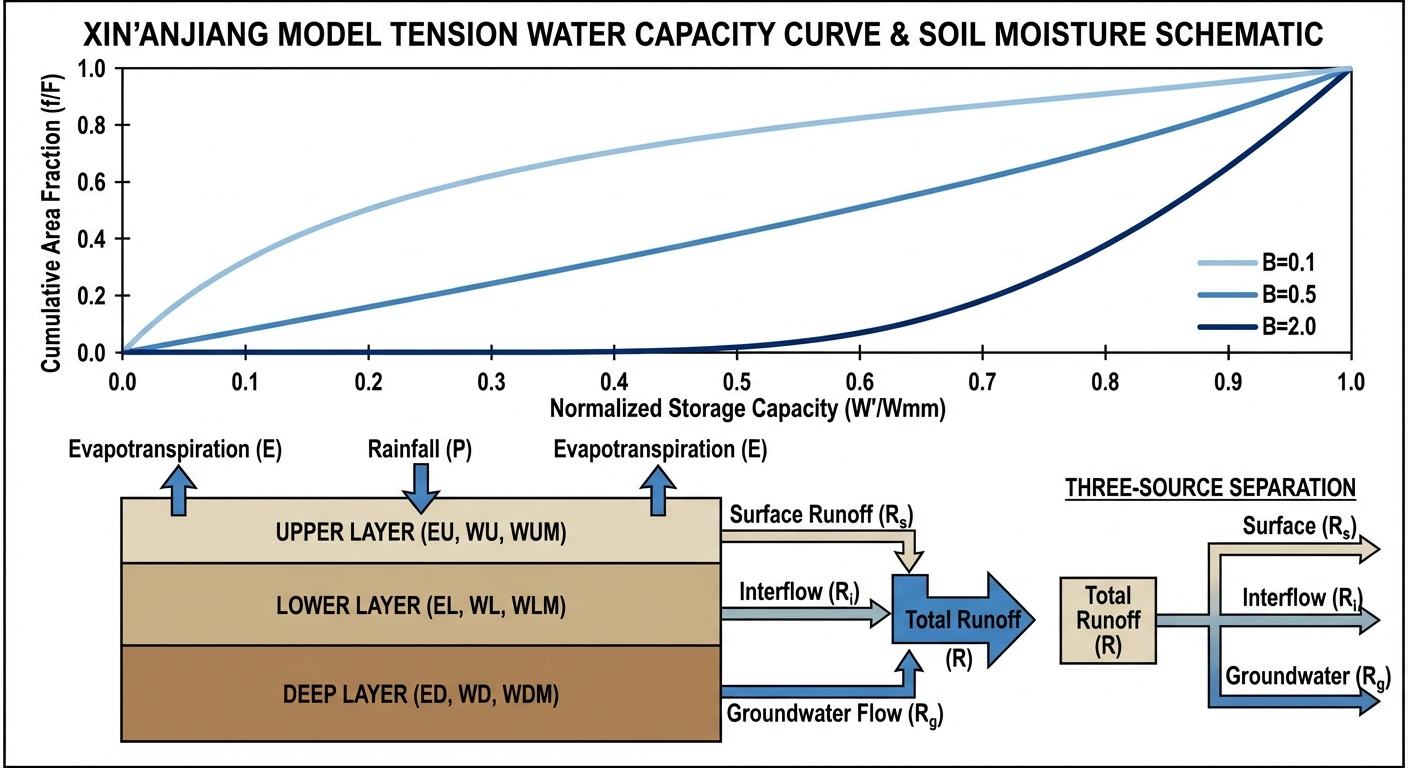 XIN'ANJIANG MODEL TENSION WATER CAPACITY CURVE & SOIL MOISTURE SCHEMATIC
Cumulative Area Fraction (f/F)
1.0
0.8
0.6
0.4
0.2
0.0
B=0.1
B=0.5
B=2.0
0.0 0.1 0.2 0.3 0.4 0.5 0.6 0.7 0.8 0.9 1.0
Normalized Storage Capacity (W'/Wmm)
Evapotranspiration (E) Rainfall (P) Evapotranspiration (E)
UPPER LAYER (EU, WU, WUM)
LOWER LAYER (EL, WL, WLM)
DEEP LAYER (ED, WD, WDM)
Surface Runoff (Rs)
Interflow (Ri)
Groundwater Flow (Rg)
Total Runoff
(R)
THREE-SOURCE SEPARATION
Total
Runoff
(R)
Surface (Rs)
Interflow (Ri)
Groundwater (Rg)